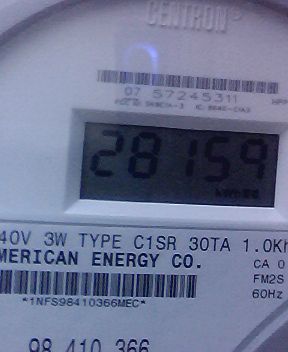 CENTRON®
07 57245311
28159
kWh
40V 3W TYPE C1SR 30TA 1.0Kh
MERICAN ENERGY CO.
CA 0
FM2S
60Hz
*1NFS98410366MEC*
98 410 366